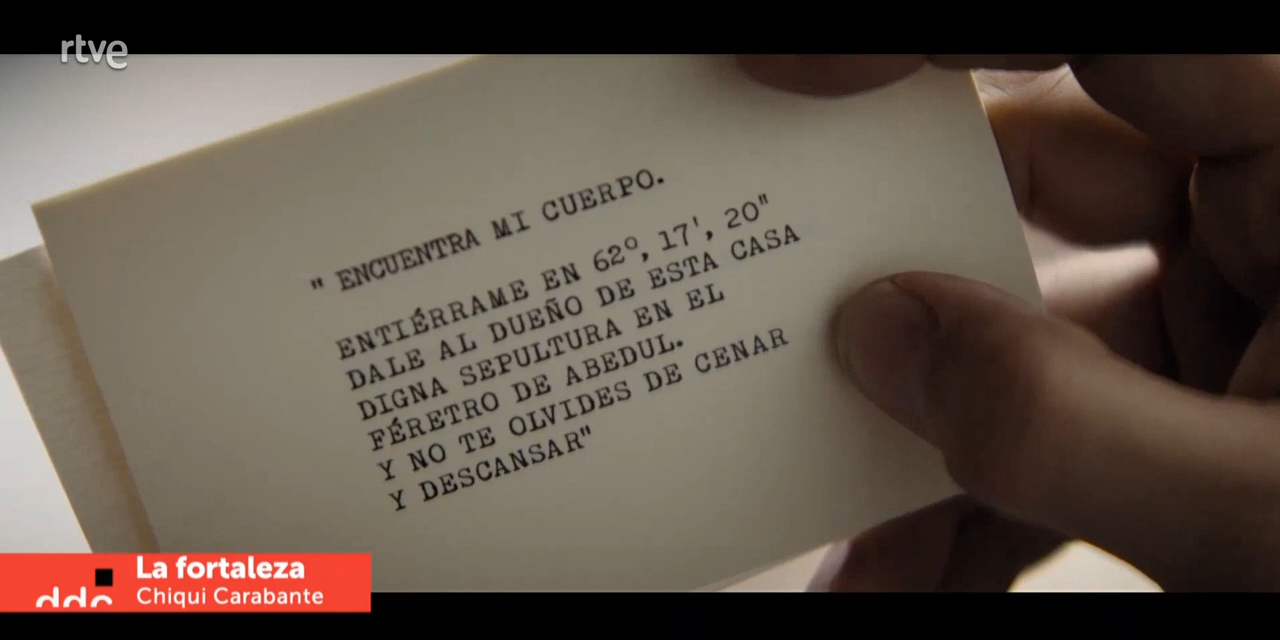 rtve
" ENCUENTRA MI CUERPO.
ENTIÉRRAME EN 62º, 17', 20"
DALE AL DUEÑO DE ESTA CASA
DIGNA SEPULTURA EN EL
FÉRETRO DE ABEDUL.
Y NO TE OLVIDES DE CENAR
Y DESCANSAR"
La fortaleza
Chiqui Carabante